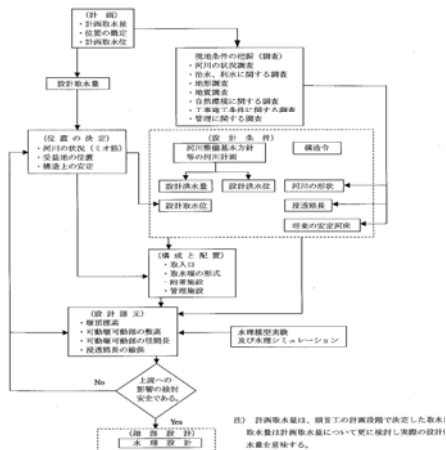 (計 画)
・計画取水量
・位置の概定
・計画取水位
設計取水量
現地条件の把握(調査)
・河川の状況調査
・治水、利水に関する調査
・地形調査
・地質調査
・自然環境に関する調査
・工事施工条件に関する調査
・管理に関する調査
(位置の決定)
・河川の状況(ミオ筋)
・受益地の位置
・構造上の安定
(設 計 条 件)
河川整備基本方針
等の河川計画
構造令
設計洪水量
設計洪水位
河川の形状
設計取水位
浸透路長
将来の安定河床
(構成と配置)
・取入口
・取水堰の形式
・附帯施設
・管理施設
(設 計 諸 元)
・堰頂標高
・可動堰可動部の敷高
・可動堰可動部の径間長
・浸透路長の確保
水理模型実験
及び水理シミュレーション
No
上流への
影響の検討
安全である。
Yes
(細 部 設 計)
水 理 設 計
注) 計画取水量は、頭首工の計画段階で決定した取水
取水量は計画取水量について更に検討し実際の設計
水量を意味する。